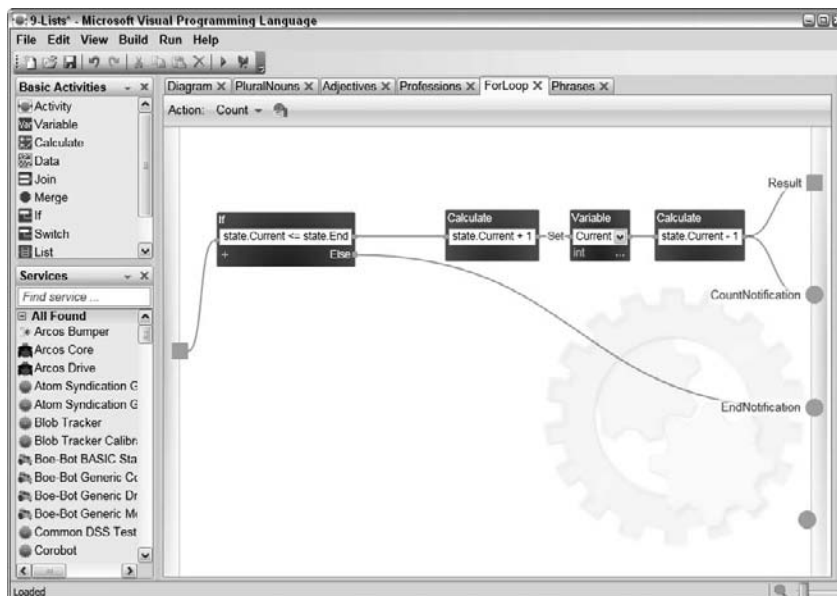 9-Lists* - Microsoft Visual Programming Language
File Edit View Build Run Help
Basic Activities
Activity
Variable
Calculate
Data
Join
Merge
If
Switch
List
Services
Find service ...
All Found
Arcos Bumper
Arcos Core
Arcos Drive
Atom Syndication G
Atom Syndication G
Blob Tracker
Blob Tracker Calibr
Boe-Bot BASIC Sta
Boe-Bot Generic Co
Boe-Bot Generic Dr
Boe-Bot Generic Mo
Common DSS Test
Corobot
Diagram X PluralNouns X Adjectives X Professions X ForLoop X Phrases X
Action: Count
If
state.Current <= state.End
+ Else
Calculate
state.Current + 1
Set
Variable
Current
int ...
Calculate
state.Current - 1
Result
CountNotification
EndNotification
Loaded